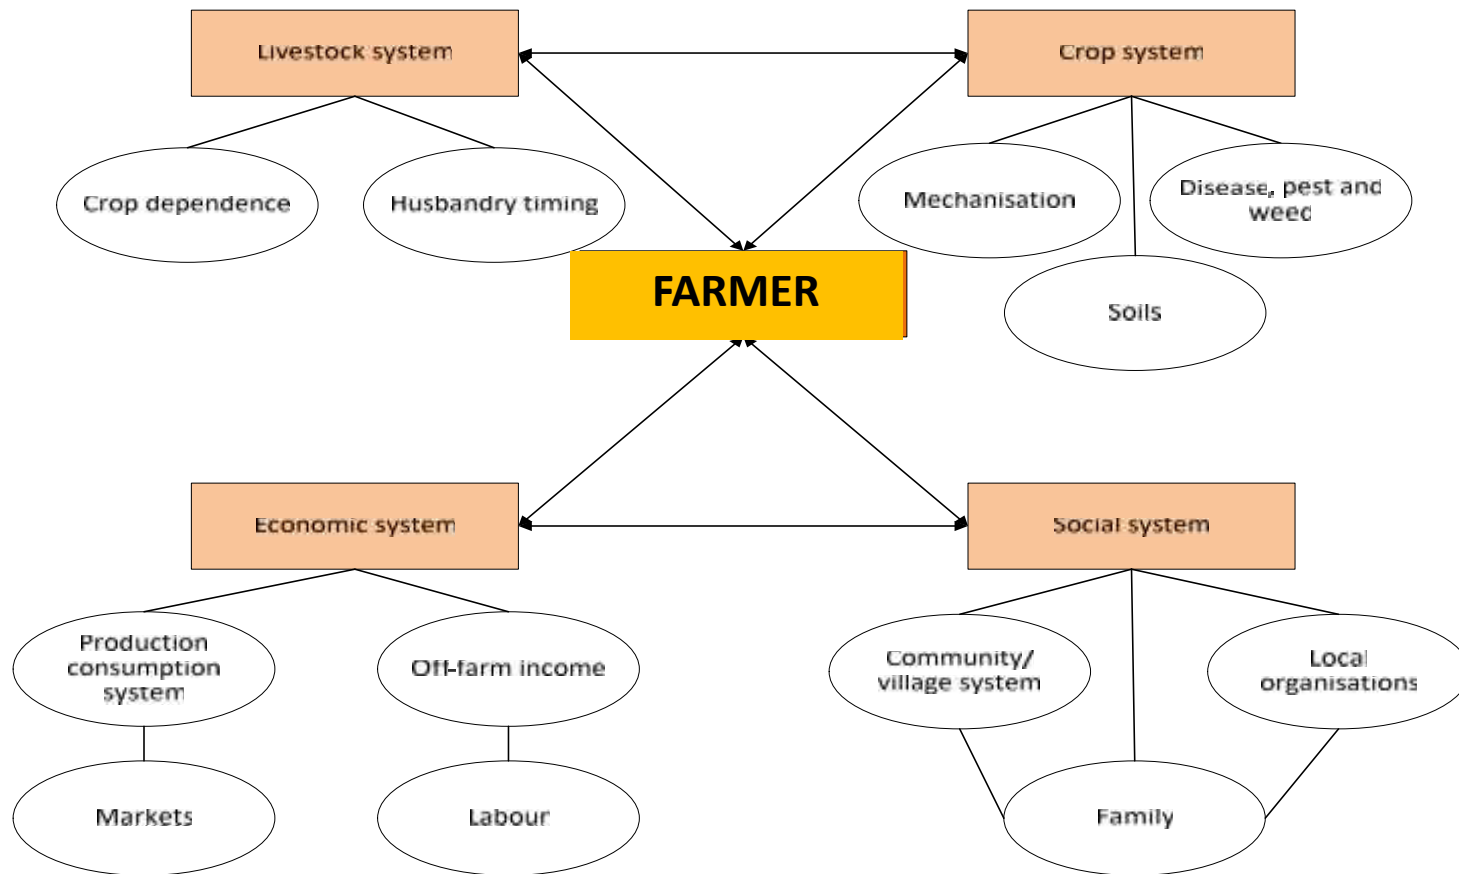 Livestock system
Crop system
Crop dependence
Husbandry timing
Mechanisation
Disease, pest and
weed
Soils
FARMER
Economic system
Social system
Production
consumption
system
Off-farm income
Community/
village system
Local
organisations
Markets
Labour
Family